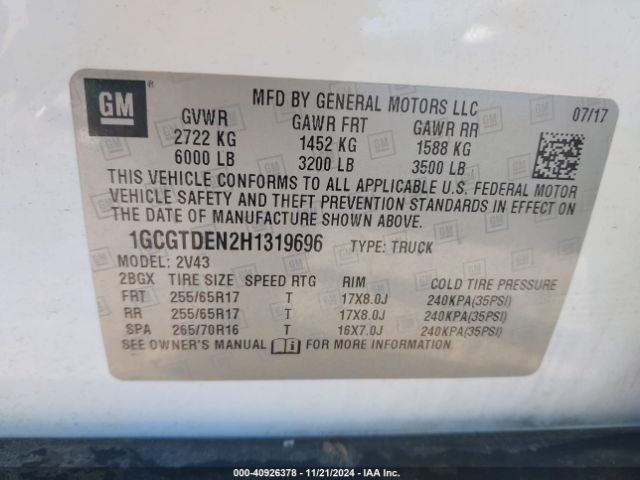 GM
MFD BY GENERAL MOTORS LLC 07/17
GVWR GAWR FRT GAWR RR
2722 KG 1452 KG 1588 KG
6000 LB 3200 LB 3500 LB
THIS VEHICLE CONFORMS TO ALL APPLICABLE U.S. FEDERAL MOTOR
VEHICLE SAFETY AND THEFT PREVENTION STANDARDS IN EFFECT
ON THE DATE OF MANUFACTURE SHOWN ABOVE.
1GCGTDEN2H1319696 TYPE: TRUCK
MODEL: 2V43
2BGX TIRE SIZE SPEED RTG RIM COLD TIRE PRESSURE
FRT 255/65R17 T 17X8.0J 240KPA(35PSI)
RR 255/65R17 T 17X8.0J 240KPA(35PSI)
SPA 265/70R16 T 16X7.0J 240KPA(35PSI)
SEE OWNER'S MANUAL FOR MORE INFORMATION.
000-40926378 - 11/21/2024 - IAA Inc.